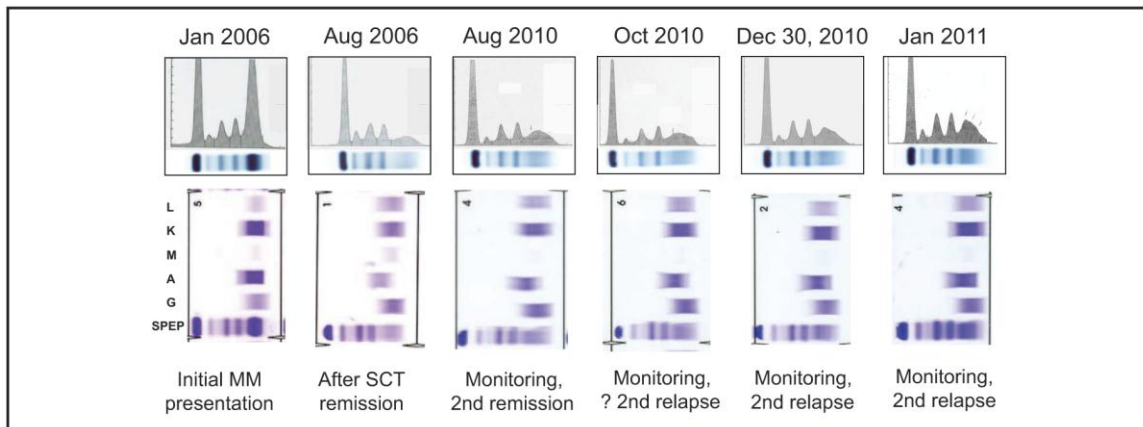 Jan 2006
Aug 2006
Aug 2010
Oct 2010
Dec 30, 2010
Jan 2011
5
1
4
6
2
4
L
K
M
A
G
SPEP
Initial MM
presentation
After SCT
remission
Monitoring,
2nd remission
Monitoring,
? 2nd relapse
Monitoring,
2nd relapse
Monitoring,
2nd relapse